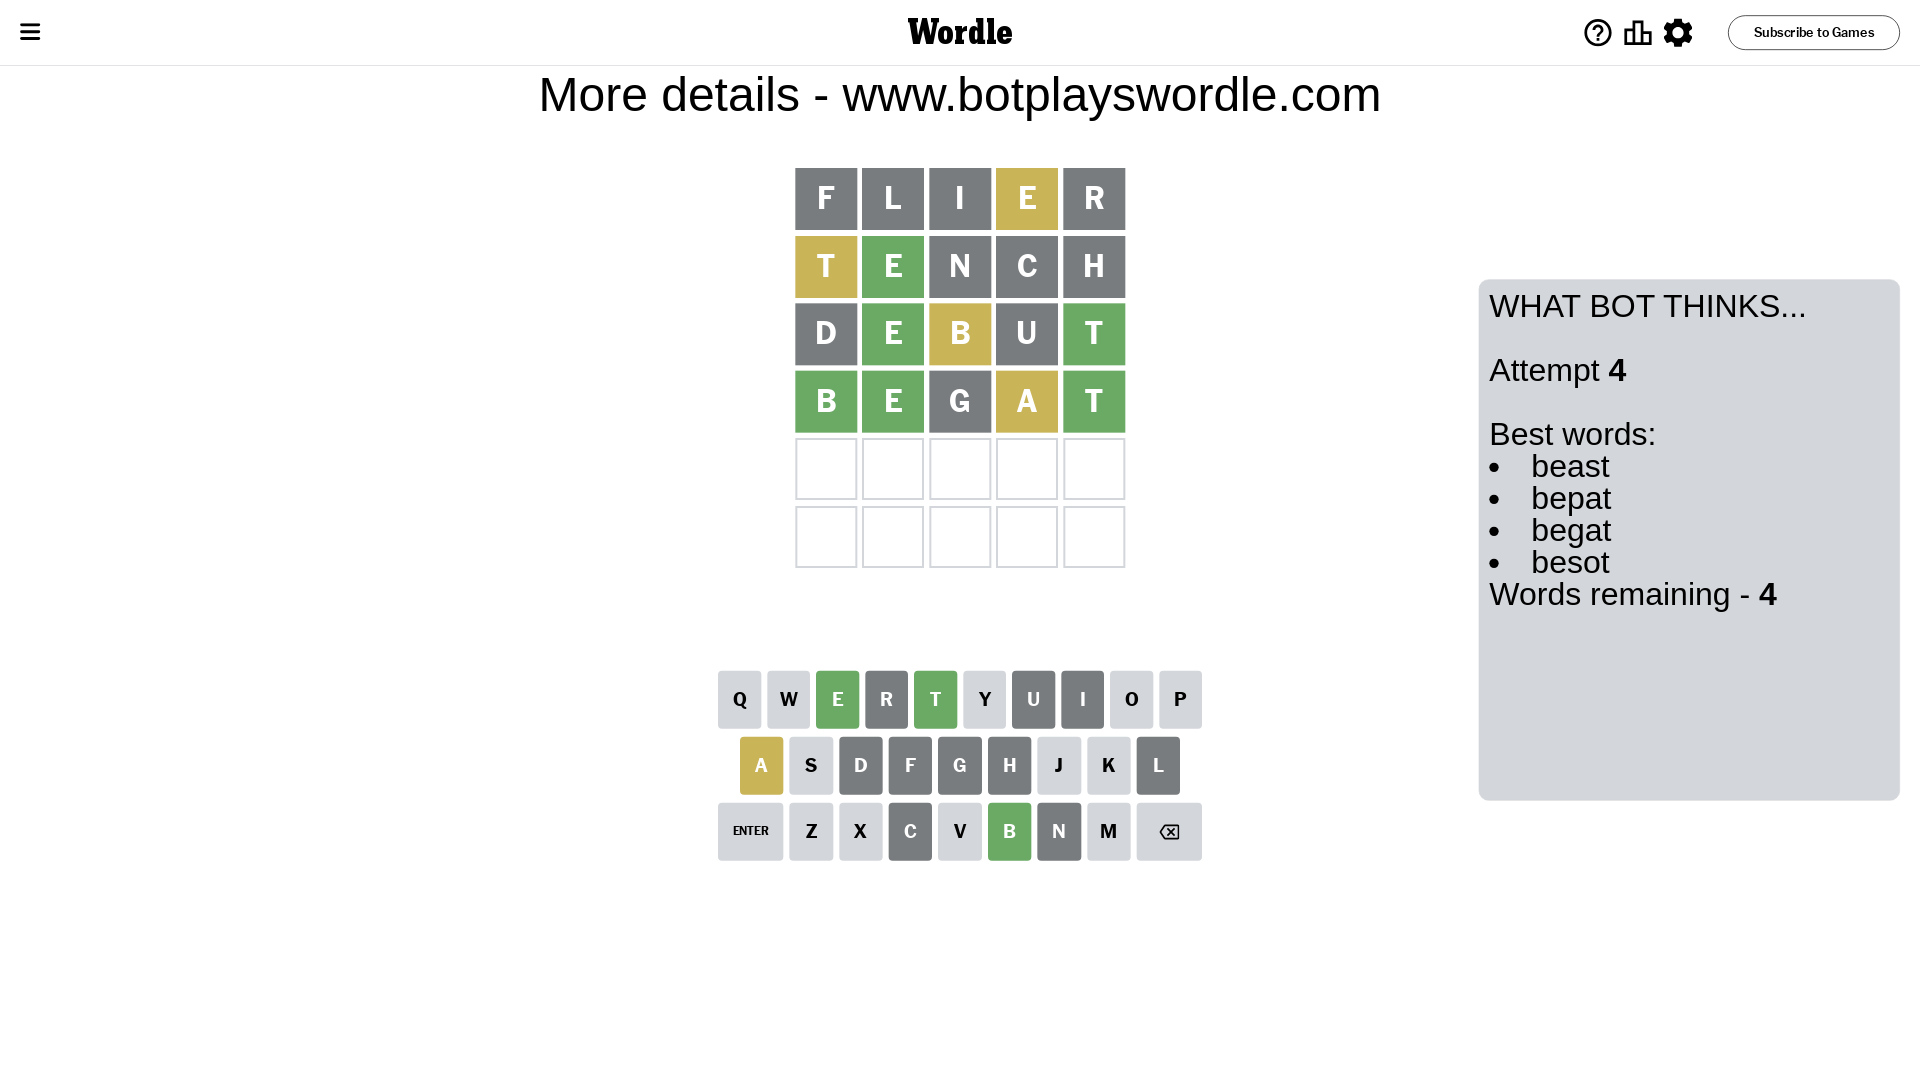 Wordle
Subscribe to Games
More details - www.botplayswordle.com
F L I E R
T E N C H
D E B U T
B E G A T
WHAT BOT THINKS...
Attempt 4
Best words:
• beast
• bepat
• begat
• besot
Words remaining - 4
Q W E R T Y U I O P
A S D F G H J K L
ENTER Z X C V B N M